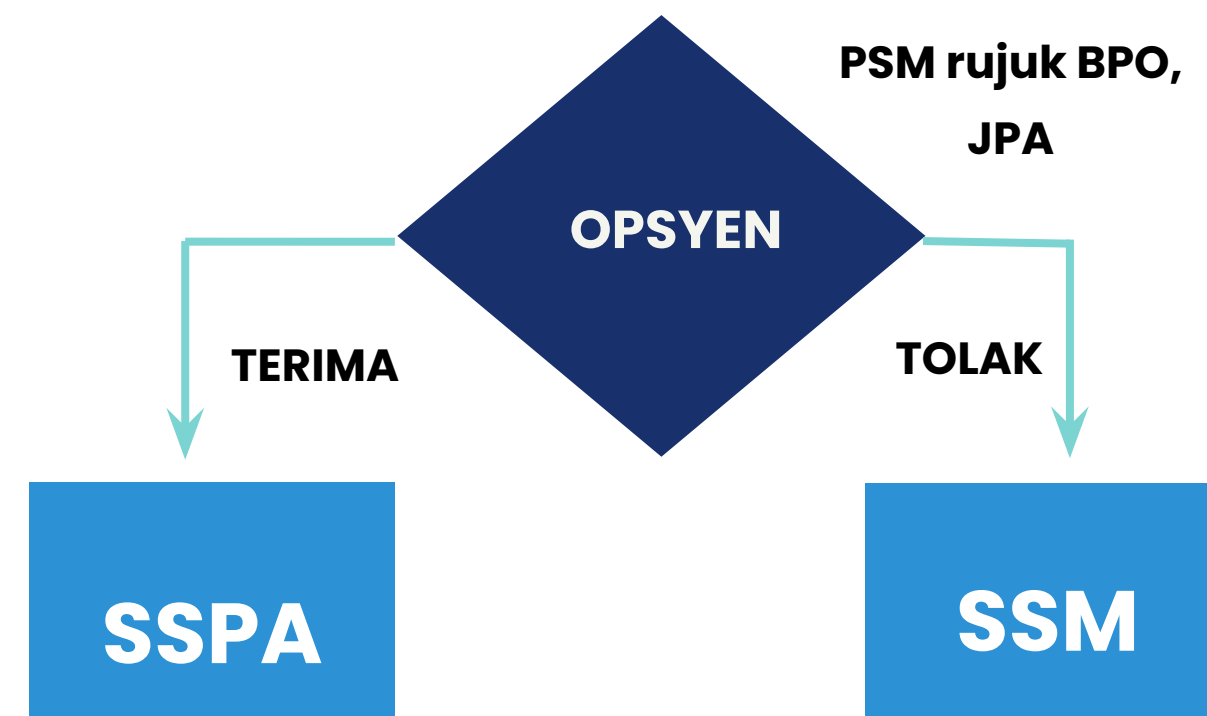 PSM rujuk BPO,
JPA
OPSYEN
TERIMA
TOLAK
SSPA
SSM